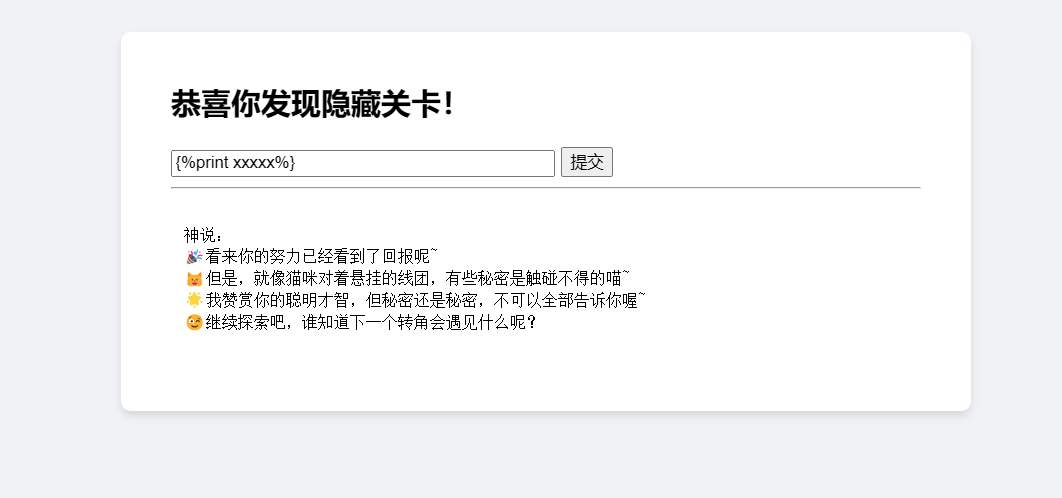 恭喜你发现隐藏关卡！
{%print xxxxx%}
提交
神说：
🎉看来你的努力已经看到了回报呢~
😺但是，就像猫咪对着悬挂的线团，有些秘密是触碰不得的喵~
🌟我赞赏你的聪明才智，但秘密还是秘密，不可以全部告诉你喔~
😉继续探索吧，谁知道下一个转角会遇见什么呢？